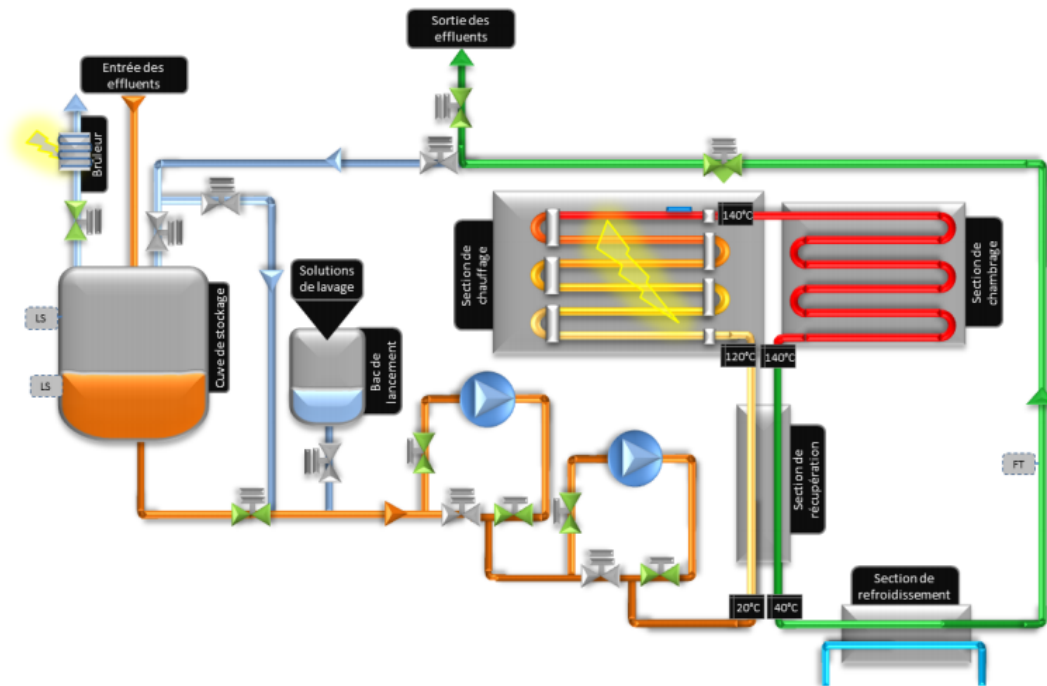 Sortie des
effluents
Entrée des
effluents
Brûleur
LS
LS
Cuve de stockage
Solutions
de lavage
Bac de
lancement
Section de
chauffage
140°C
Section de
chambrage
120°C
140°C
Section de
récupération
FT
20°C
40°C
Section de
refroidissement